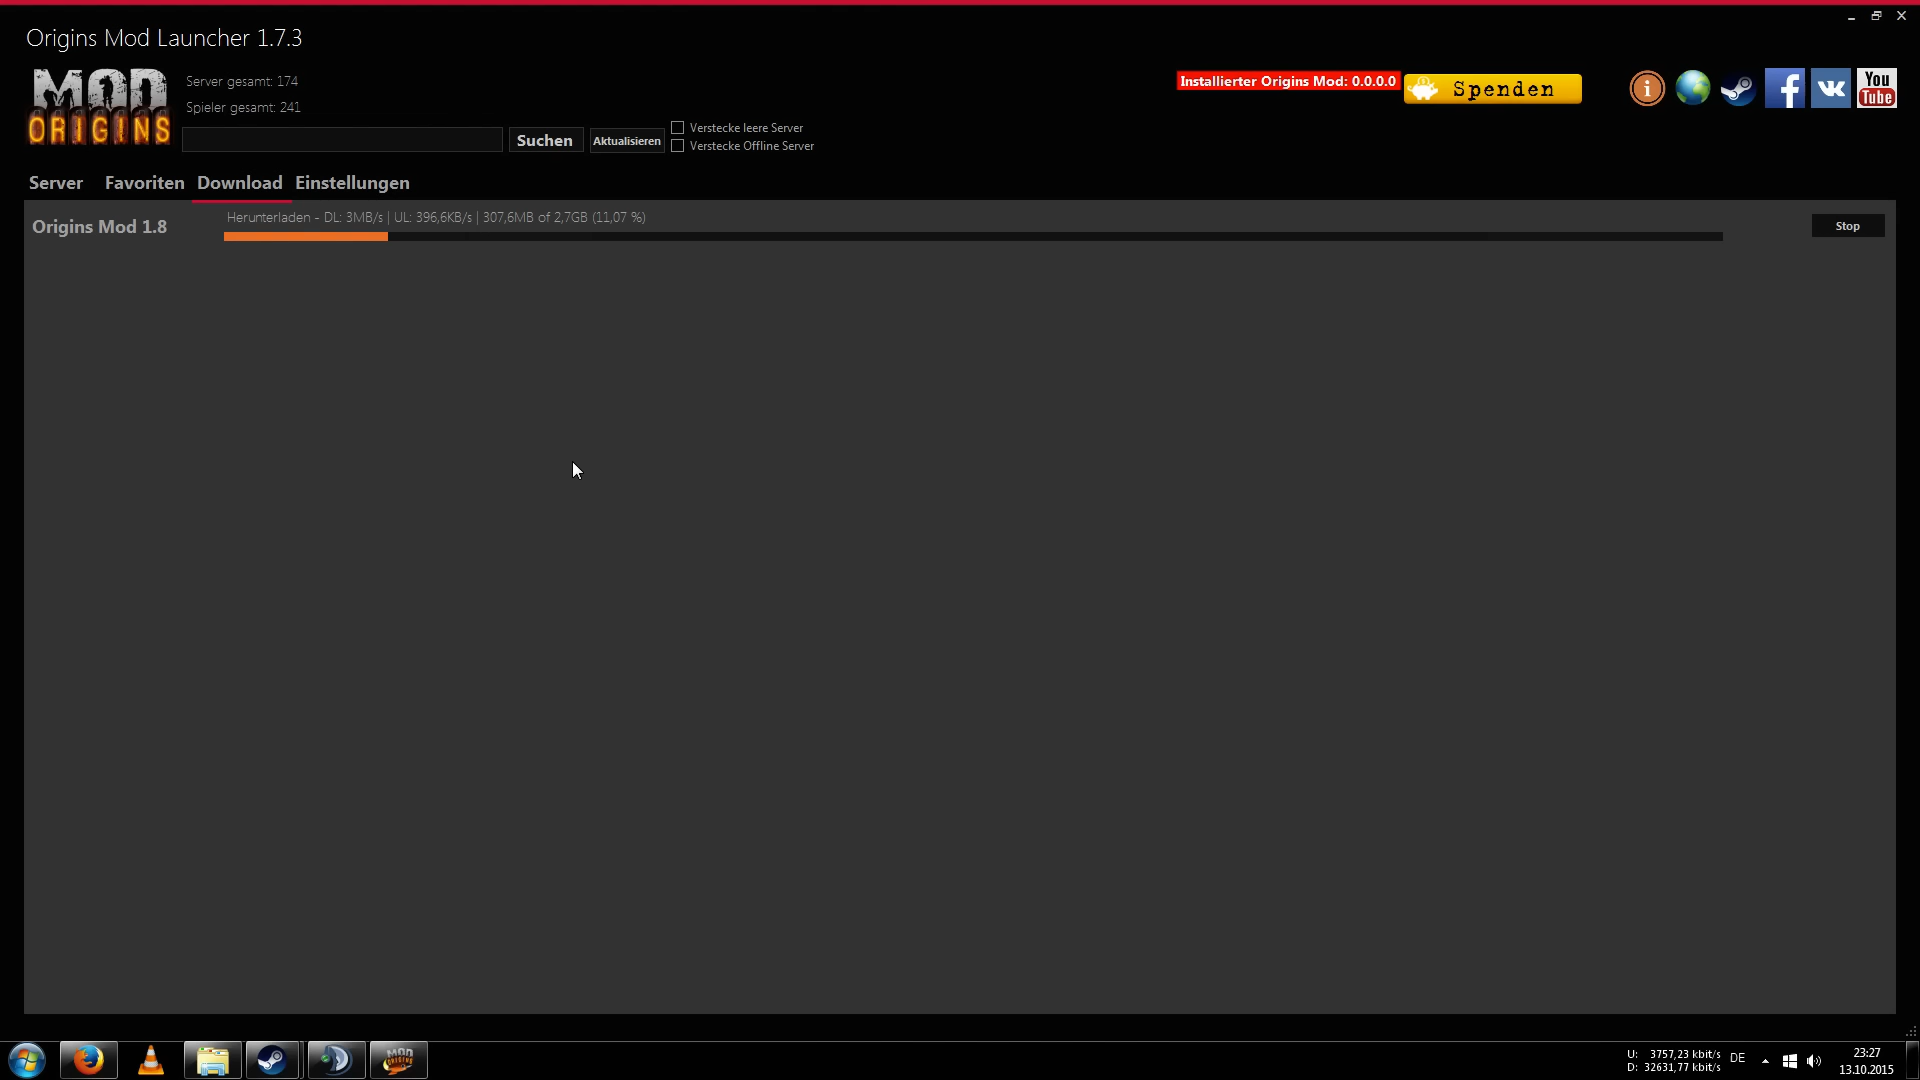 Origins Mod Launcher 1.7.3
MOD
ORIGINS
Server gesamt: 174
Spieler gesamt: 241
Installierter Origins Mod: 0.0.0.0
Spenden
i
f
VK
You
Tube
Suchen
Aktualisieren
Verstecke leere Server
Verstecke Offline Server
Server
Favoriten
Download
Einstellungen
Origins Mod 1.8
Herunterladen - DL: 3MB/s | UL: 396,6KB/s | 307,6MB of 2,7GB (11,07 %)
Stop
MOD
ORIGINS
U: 3757,23 kbit/s
D: 32631,77 kbit/s
DE
23:27
13.10.2015